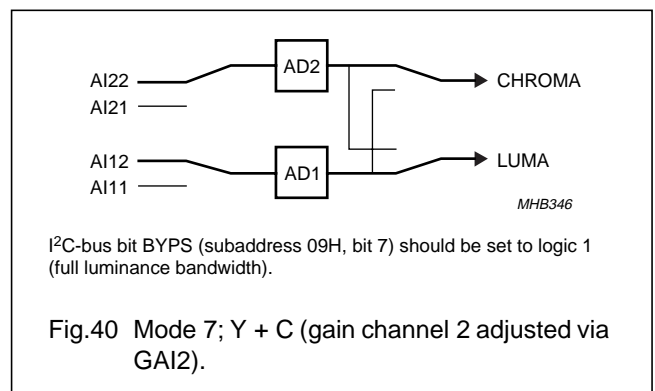 AI22
AI21
AD2
CHROMA
AI12
AI11
AD1
LUMA
MHB346
I²C-bus bit BYPS (subaddress 09H, bit 7) should be set to logic 1
(full luminance bandwidth).
Fig.40 Mode 7; Y + C (gain channel 2 adjusted via
GAI2).